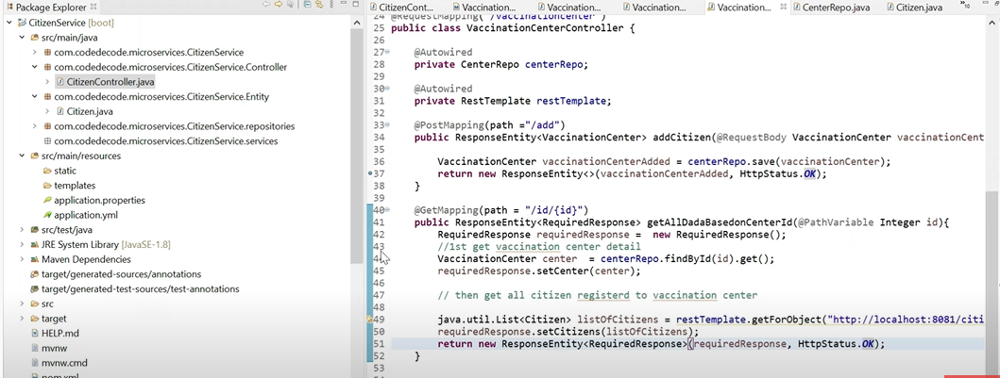 Package Explorer
CitizenService [boot]
src/main/java
com.codedecode.microservices.CitizenService
com.codedecode.microservices.CitizenService.Controller
CitizenController.java
com.codedecode.microservices.CitizenService.Entity
Citizen.java
com.codedecode.microservices.CitizenService.repositories
com.codedecode.microservices.CitizenService.services
src/main/resources
static
templates
application.properties
application.yml
src/test/java
JRE System Library [JavaSE-1.8]
Maven Dependencies
target/generated-sources/annotations
target/generated-test-sources/test-annotations
src
target
HELP.md
mvnw
mvnw.cmd
pom.xml
CitizenCont... Vaccination... Vaccination... Vaccination... Vaccination... CenterRepo.java Citizen.java
24 @RequestMapping("/vaccinationcenter")
25 public class VaccinationCenterController {
26
27 @Autowired
28 private CenterRepo centerRepo;
29
30 @Autowired
31 private RestTemplate restTemplate;
32
33 @PostMapping(path ="/add")
34 public ResponseEntity<VaccinationCenter> addCitizen(@RequestBody VaccinationCenter vaccinationCent
35
36 VaccinationCenter vaccinationCenterAdded = centerRepo.save(vaccinationCenter);
37 return new ResponseEntity<>(vaccinationCenterAdded, HttpStatus.OK);
38 }
39
40 @GetMapping(path = "/id/{id}")
41 public ResponseEntity<RequiredResponse> getAllDadaBasedonCenterId(@PathVariable Integer id){
42 RequiredResponse requiredResponse = new RequiredResponse();
43 //1st get vaccination center detail
44 VaccinationCenter center = centerRepo.findById(id).get();
45 requiredResponse.setCenter(center);
46
47 // then get all citizen registerd to vaccination center
48
49 java.util.List<Citizen> listOfCitizens = restTemplate.getForObject("http://localhost:8081/citi
50 requiredResponse.setCitizens(listOfCitizens);
51 return new ResponseEntity<RequiredResponse>(requiredResponse, HttpStatus.OK);
52 }
53